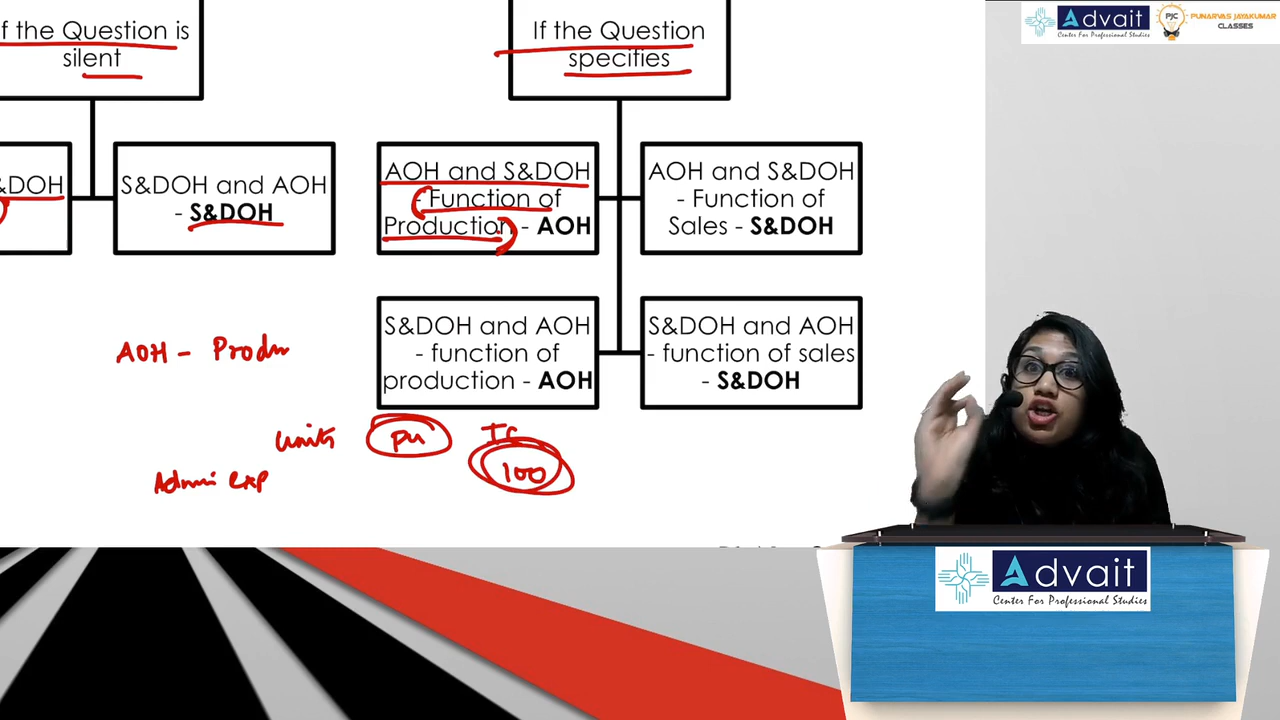 Advait
Center For Professional Studies
PJC
PUNARVAS JAYAKUMAR
CLASSES
f the Question is
silent
If the Question
specifies
&DOH
S&DOH and AOH
- S&DOH
AOH and S&DOH
- Function of
Production - AOH
AOH and S&DOH
- Function of
Sales - S&DOH
S&DOH and AOH
- function of
production - AOH
S&DOH and AOH
- function of sales
- S&DOH
AOH - Produ
units pu
Admin exp 100
Advait
Center For Professional Studies